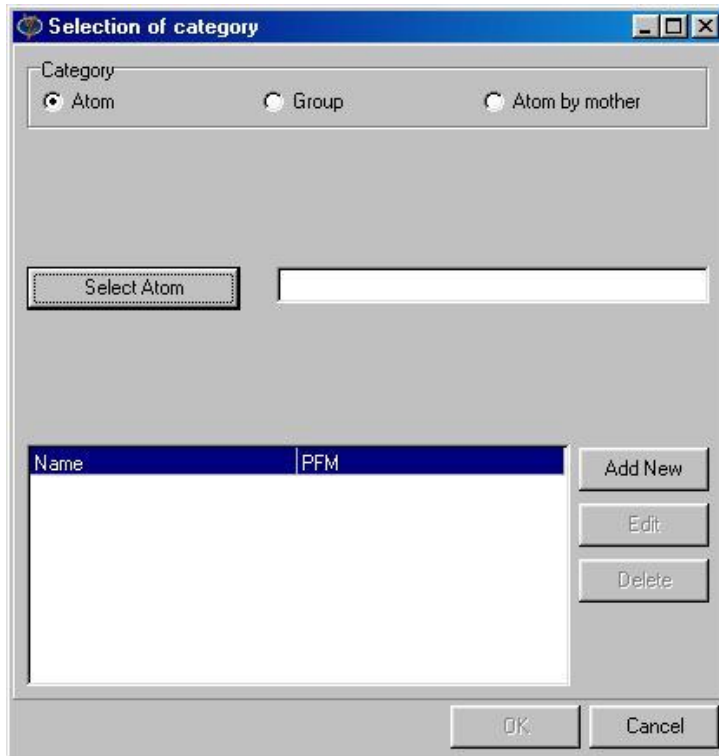 Selection of category
Category
Atom Group Atom by mother
Select Atom
Name PFM
Add New
Edit
Delete
OK Cancel